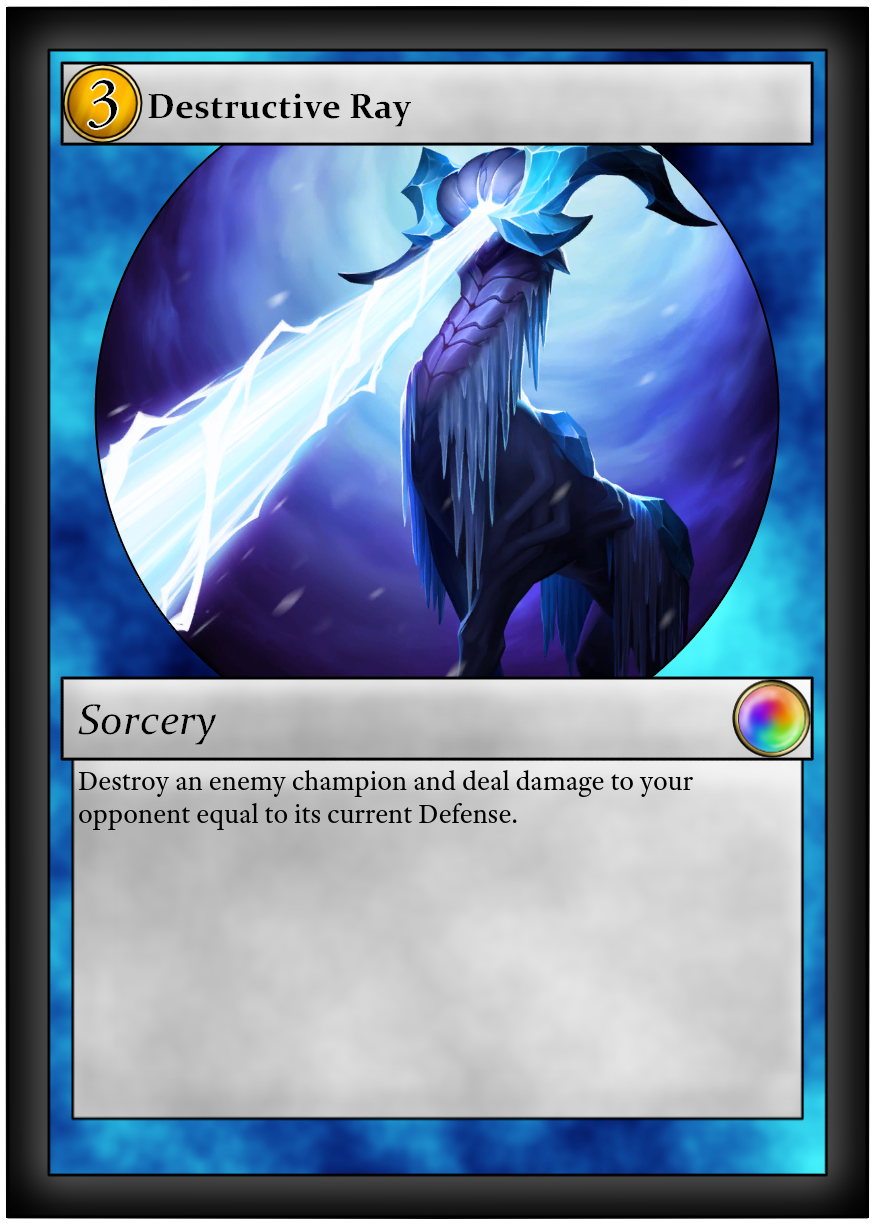 3 Destructive Ray
Sorcery
Destroy an enemy champion and deal damage to your
opponent equal to its current Defense.